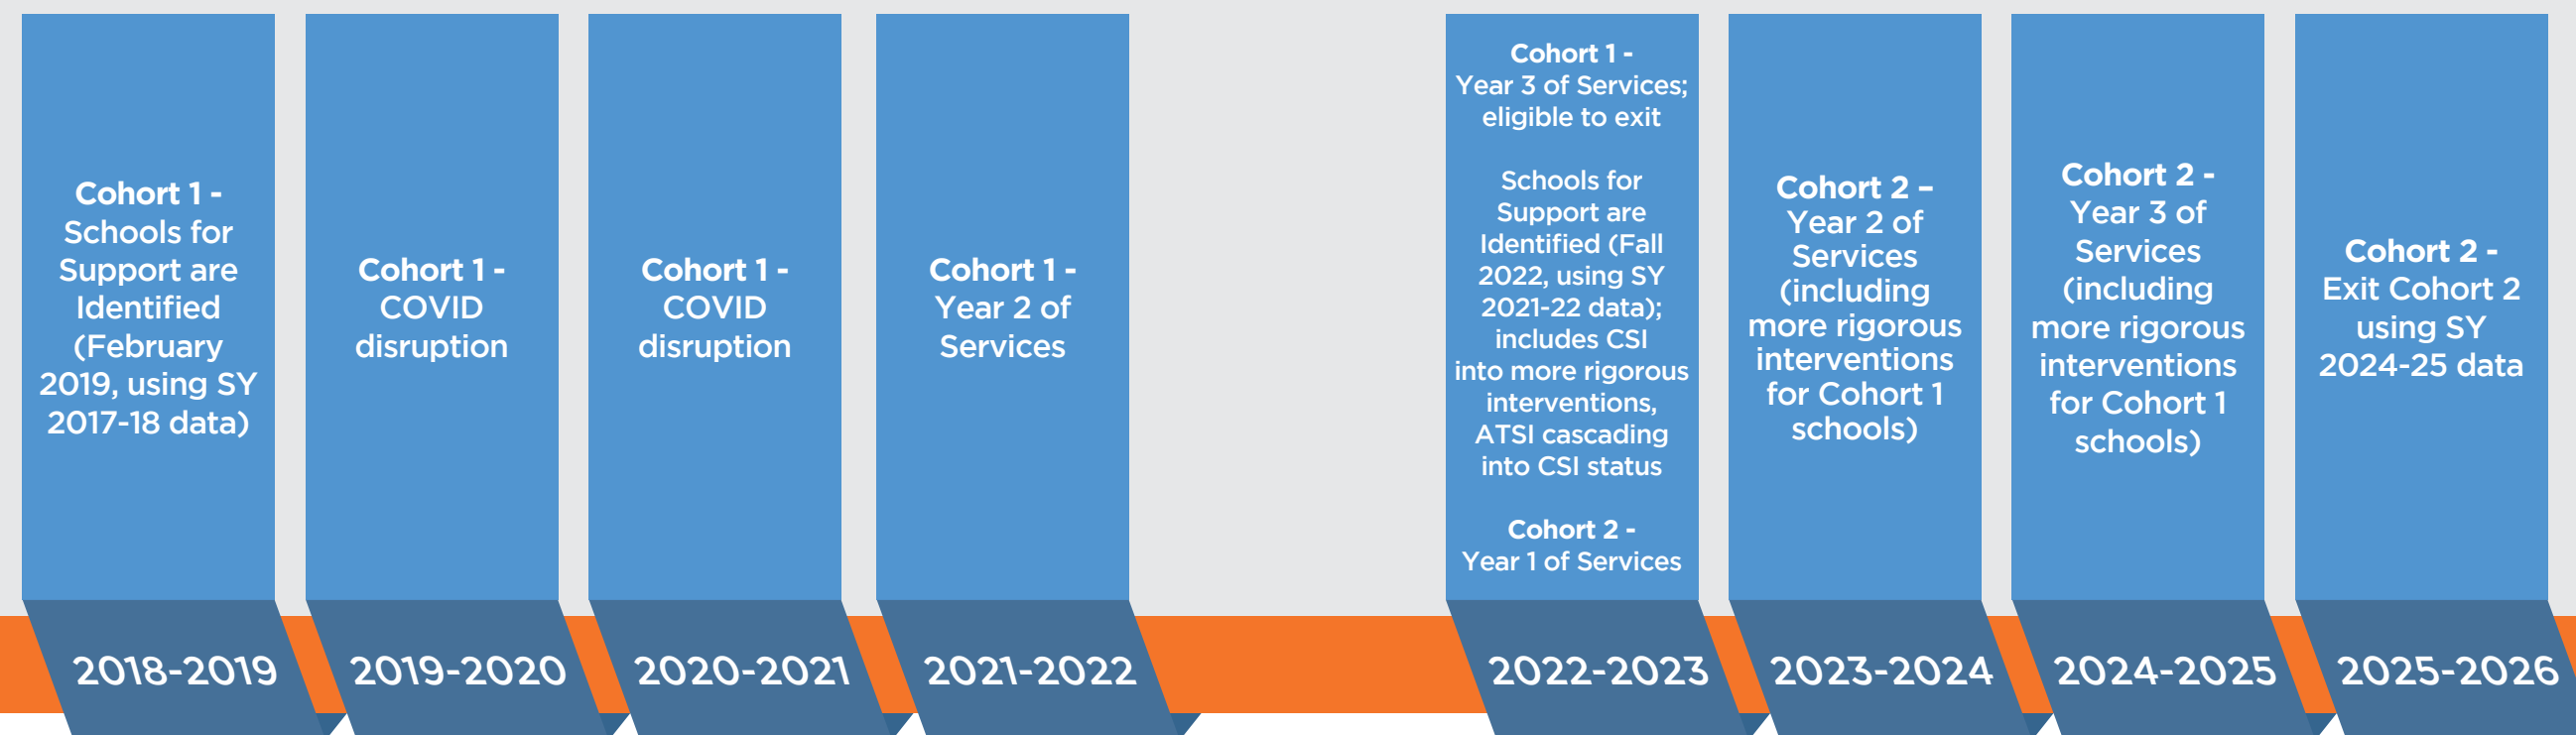 Cohort 1 -
Schools for
Support are
Identified
(February
2019, using SY
2017-18 data)
2018-2019
Cohort 1 -
COVID
disruption
2019-2020
Cohort 1 -
COVID
disruption
2020-2021
Cohort 1 -
Year 2 of
Services
2021-2022
Cohort 1 -
Year 3 of Services;
eligible to exit
Schools for
Support are
Identified (Fall
2022, using SY
2021-22 data);
includes CSI
into more rigorous
interventions,
ATSI cascading
into CSI status
Cohort 2 -
Year 1 of Services
2022-2023
Cohort 2 –
Year 2 of
Services
(including
more rigorous
interventions
for Cohort 1
schools)
2023-2024
Cohort 2 -
Year 3 of
Services
(including
more rigorous
interventions
for Cohort 1
schools)
2024-2025
Cohort 2 -
Exit Cohort 2
using SY
2024-25 data
2025-2026